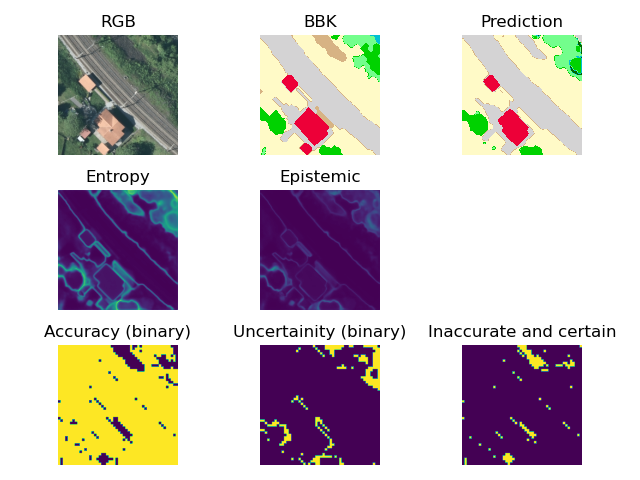 RGB
BBK
Prediction
Entropy
Epistemic
Accuracy (binary)
Uncertainity (binary)
Inaccurate and certain